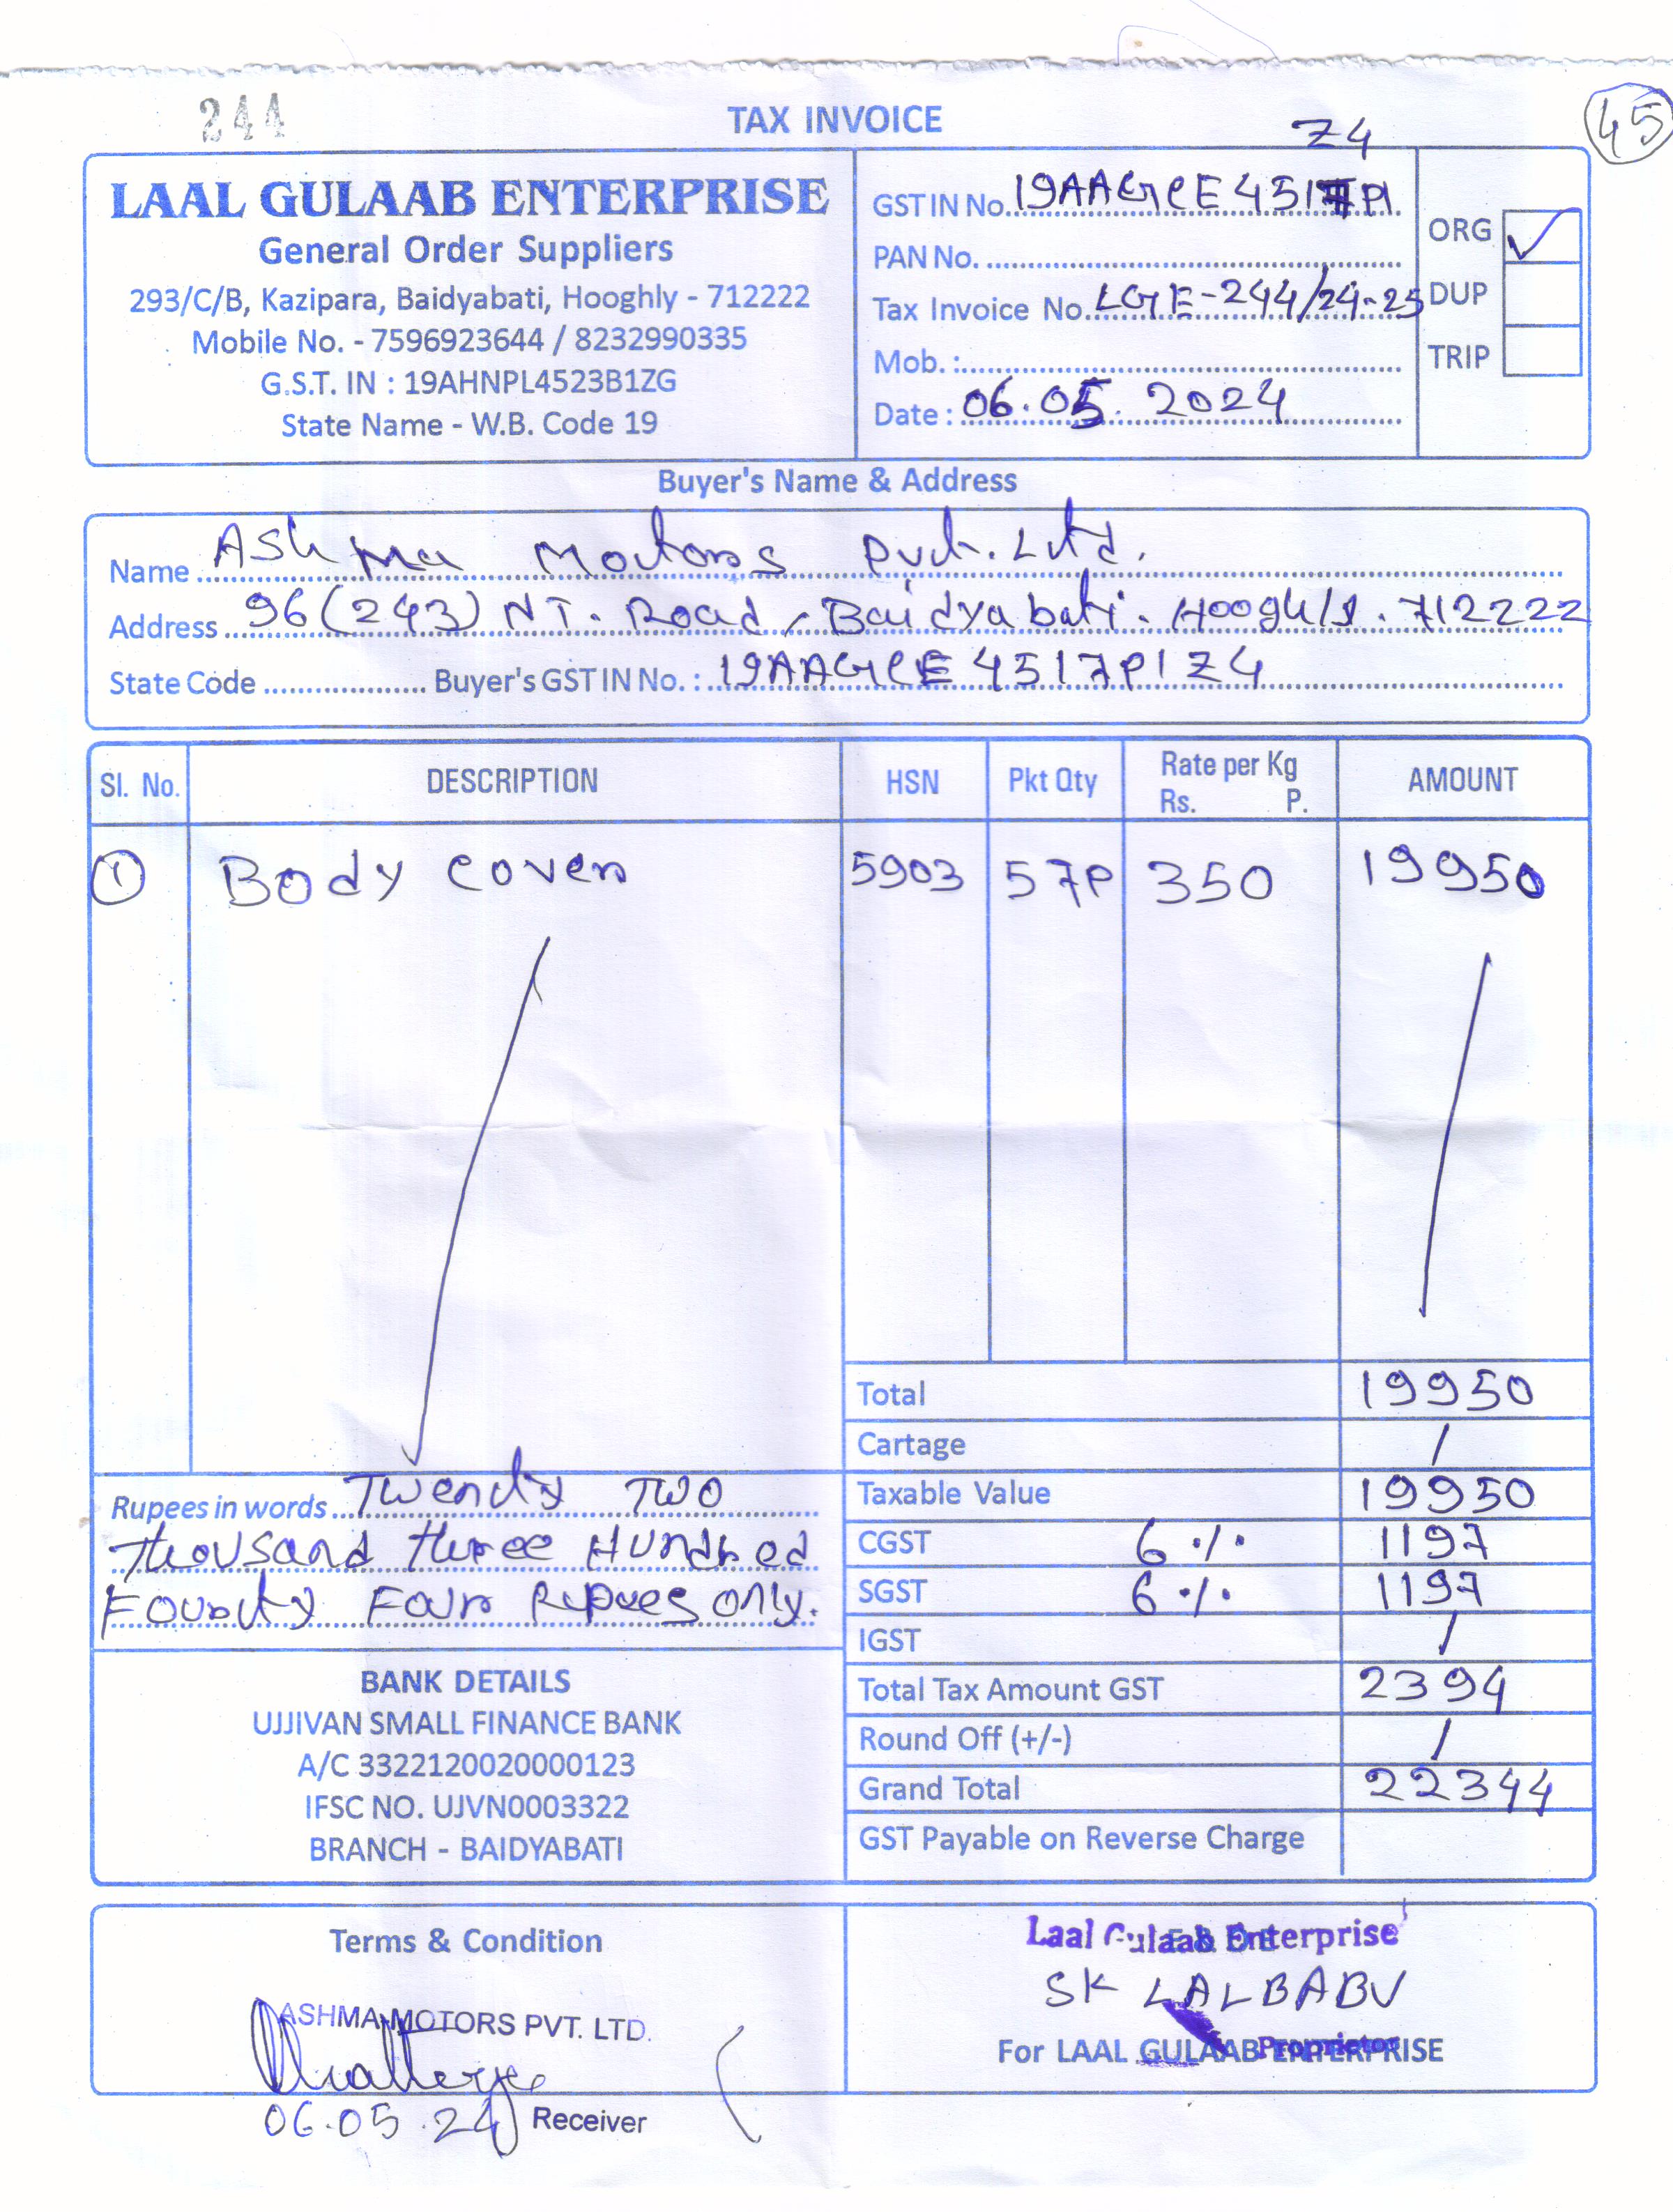 244
TAX INVOICE
45
Z4
LAAL GULAAB ENTERPRISE
General Order Suppliers
293/C/B, Kazipara, Baidyabati, Hooghly - 712222
Mobile No. - 7596923644 / 8232990335
G.S.T. IN : 19AHNPL4523B1ZG
State Name - W.B. Code 19
GST IN No. 19AAGCE4517P1
PAN No.
Tax Invoice No. LGE-244/24-25
Mob. :
Date : 06.05.2024
ORG ✓
DUP
TRIP
Buyer's Name & Address
Name Ashma Motors Pvt. Ltd.
Address 96(243) N.T. Road, Baidyabati. Hooghly. 712222
State Code Buyer's GST IN No. : 19AAGCE4517P1Z4
Sl. No. DESCRIPTION HSN Pkt Qty Rate per Kg Rs. P. AMOUNT
1 Body cover 5903 57P 350 19950
Total 19950
Cartage /
Taxable Value 19950
CGST 6 % 1197
SGST 6 % 1197
IGST /
Total Tax Amount GST 2394
Round Off (+/-) /
Grand Total 22344
GST Payable on Reverse Charge
Rupees in words Twenty Two
Thousand three Hundred
Fourty Four Rupees only.
BANK DETAILS
UJJIVAN SMALL FINANCE BANK
A/C 3322120020000123
IFSC NO. UJVN0003322
BRANCH - BAIDYABATI
Terms & Condition
ASHMA MOTORS PVT. LTD.
Chatterjee
06.05.24 Receiver
Laal Gulaab Enterprise
SK LALBABU
Proprietor
For LAAL GULAAB ENTERPRISE